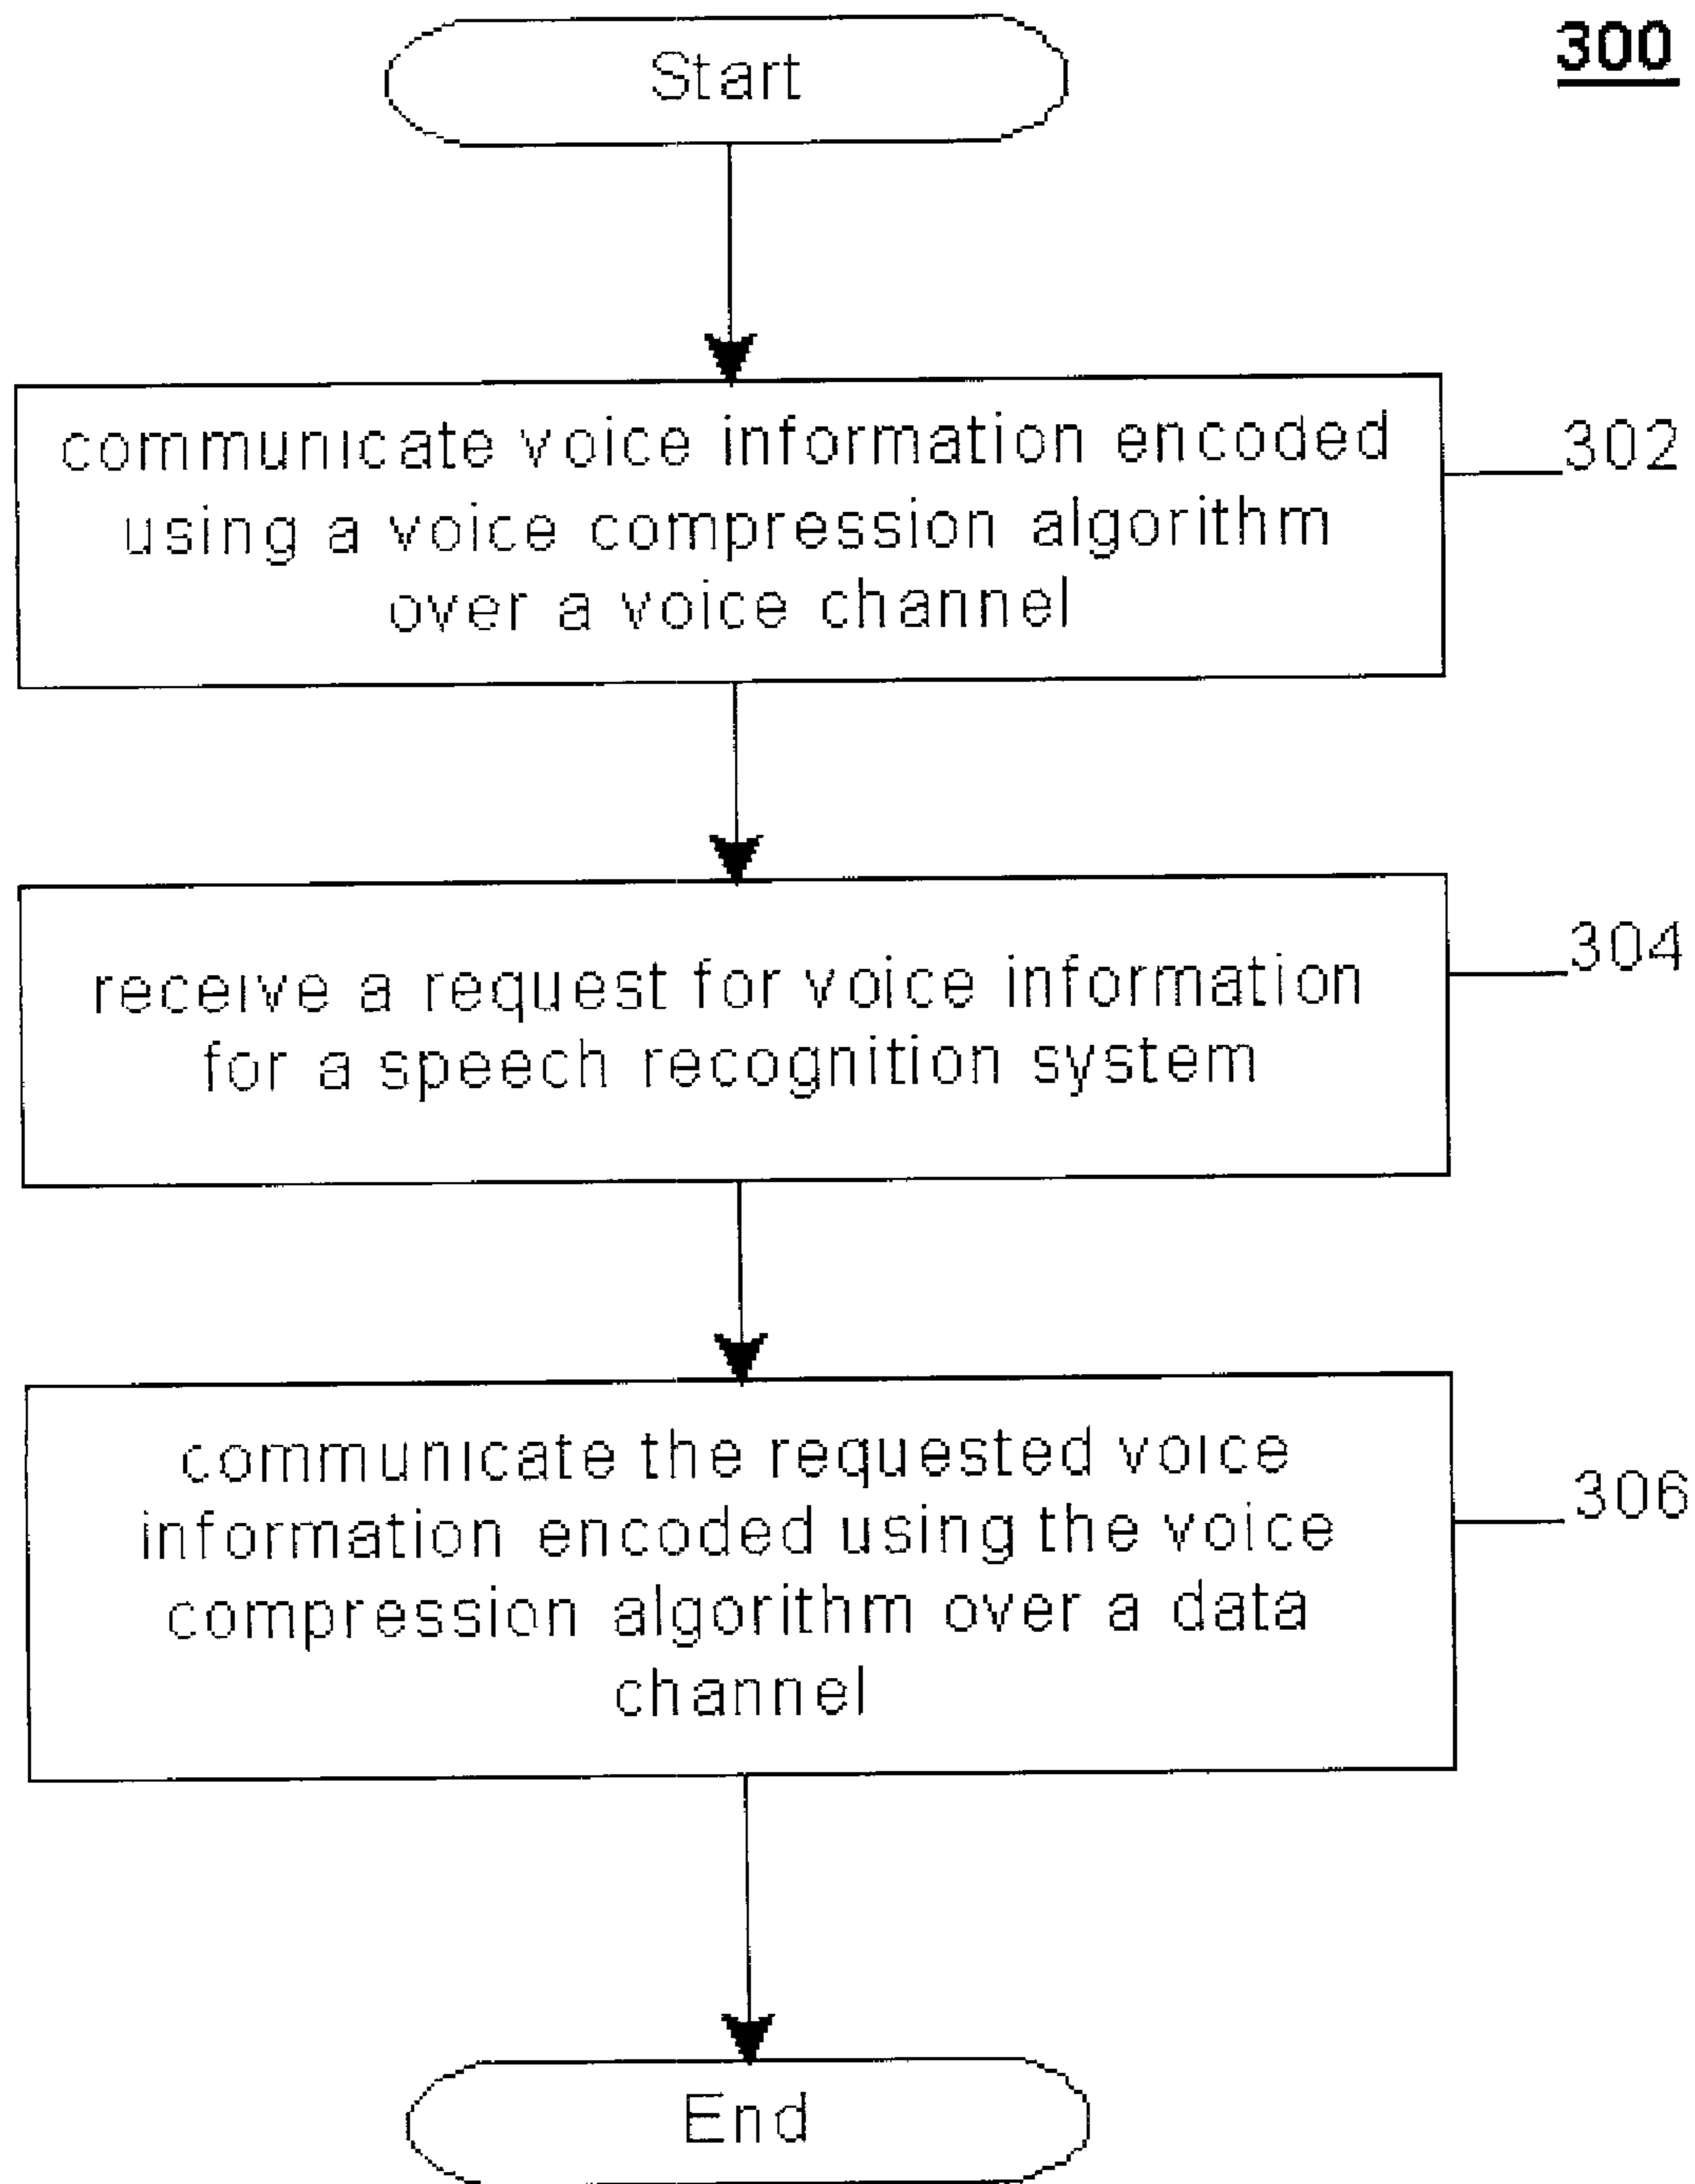 300
Start
communicate voice information encoded
using a voice compression algorithm
over a voice channel
302
receive a request for voice information
for a speech recognition system
304
communicate the requested voice
information encoded using the voice
compression algorithm over a data
channel
306
End